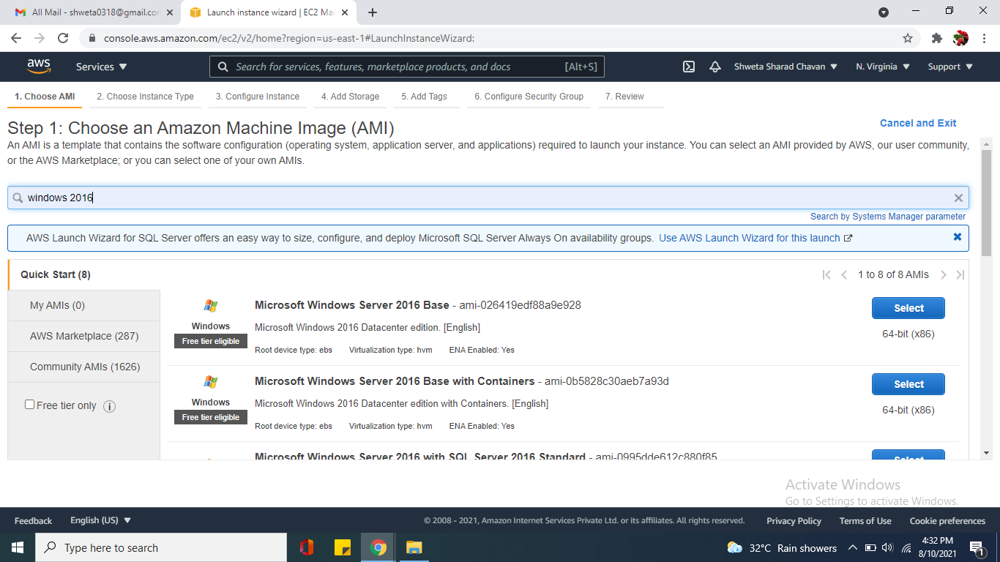 All Mail - shweta0318@gmail.cor
Launch instance wizard | EC2 Mar
console.aws.amazon.com/ec2/v2/home?region=us-east-1#LaunchInstanceWizard:
aws
Services
Search for services, features, marketplace products, and docs [Alt+S]
Shweta Sharad Chavan
N. Virginia
Support
1. Choose AMI
2. Choose Instance Type
3. Configure Instance
4. Add Storage
5. Add Tags
6. Configure Security Group
7. Review
Step 1: Choose an Amazon Machine Image (AMI)
Cancel and Exit
An AMI is a template that contains the software configuration (operating system, application server, and applications) required to launch your instance. You can select an AMI provided by AWS, our user community,
or the AWS Marketplace; or you can select one of your own AMIs.
windows 2016
Search by Systems Manager parameter
AWS Launch Wizard for SQL Server offers an easy way to size, configure, and deploy Microsoft SQL Server Always On availability groups. Use AWS Launch Wizard for this launch
Quick Start (8)
1 to 8 of 8 AMIs
My AMIs (0)
AWS Marketplace (287)
Community AMIs (1626)
Free tier only
Windows
Free tier eligible
Microsoft Windows Server 2016 Base - ami-026419edf88a9e928
Microsoft Windows 2016 Datacenter edition. [English]
Root device type: ebs Virtualization type: hvm ENA Enabled: Yes
Select
64-bit (x86)
Windows
Free tier eligible
Microsoft Windows Server 2016 Base with Containers - ami-0b5828c30aeb7a93d
Microsoft Windows 2016 Datacenter edition with Containers. [English]
Root device type: ebs Virtualization type: hvm ENA Enabled: Yes
Select
64-bit (x86)
Microsoft Windows Server 2016 with SQL Server 2016 Standard - ami-0995dde612c880f85
Select
Activate Windows
Go to Settings to activate Windows.
Feedback
English (US)
© 2008 - 2021, Amazon Internet Services Private Ltd. or its affiliates. All rights reserved.
Privacy Policy
Terms of Use
Cookie preferences
Type here to search
32°C Rain showers
4:32 PM
8/10/2021
1